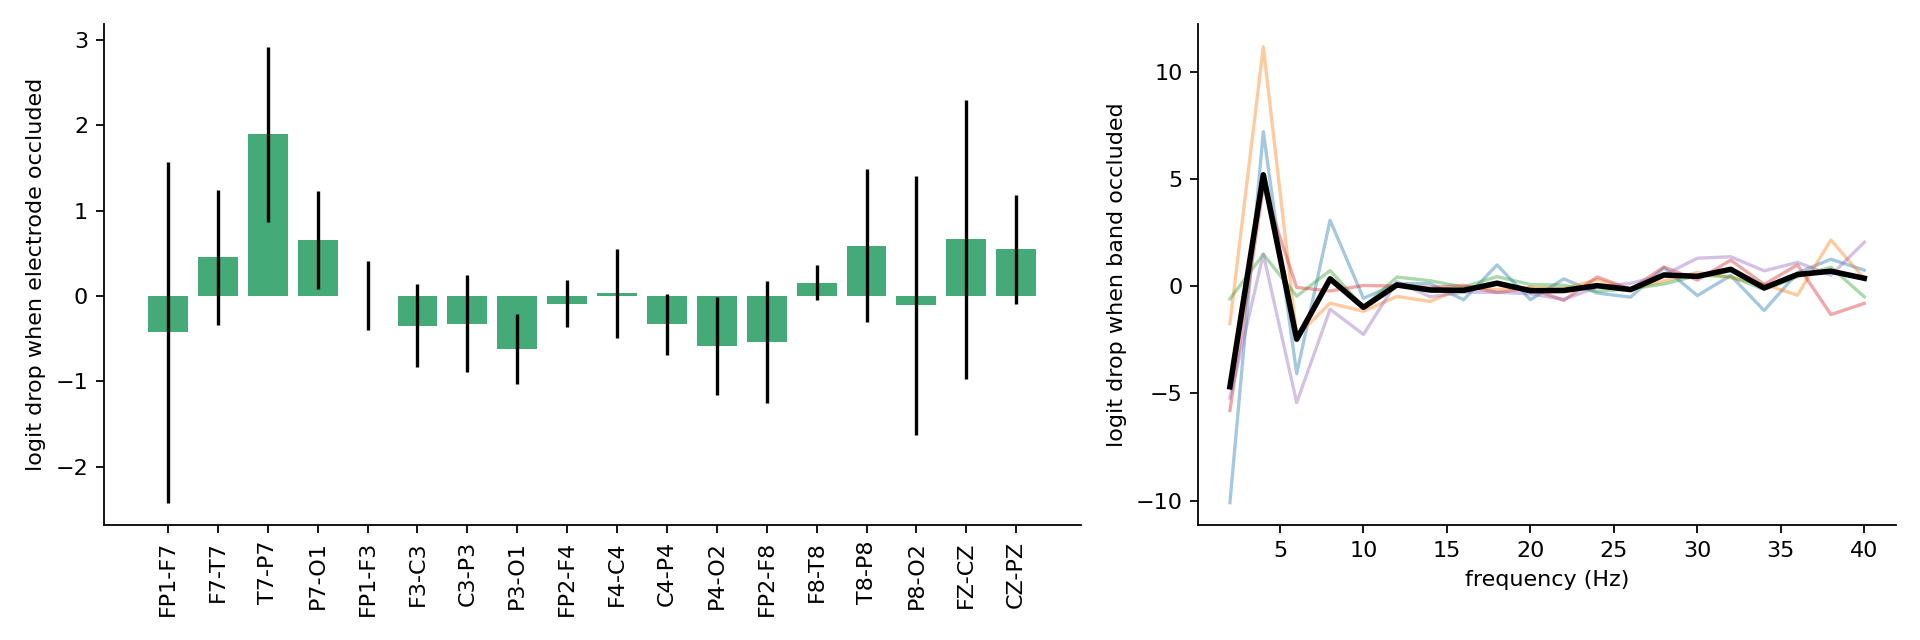 logit drop when electrode occluded
3
2
1
0
−1
−2
FP1-F7
F7-T7
T7-P7
P7-O1
FP1-F3
F3-C3
C3-P3
P3-O1
FP2-F4
F4-C4
C4-P4
P4-O2
FP2-F8
F8-T8
T8-P8
P8-O2
FZ-CZ
CZ-PZ
logit drop when band occluded
10
5
0
−5
−10
5 10 15 20 25 30 35 40
frequency (Hz)